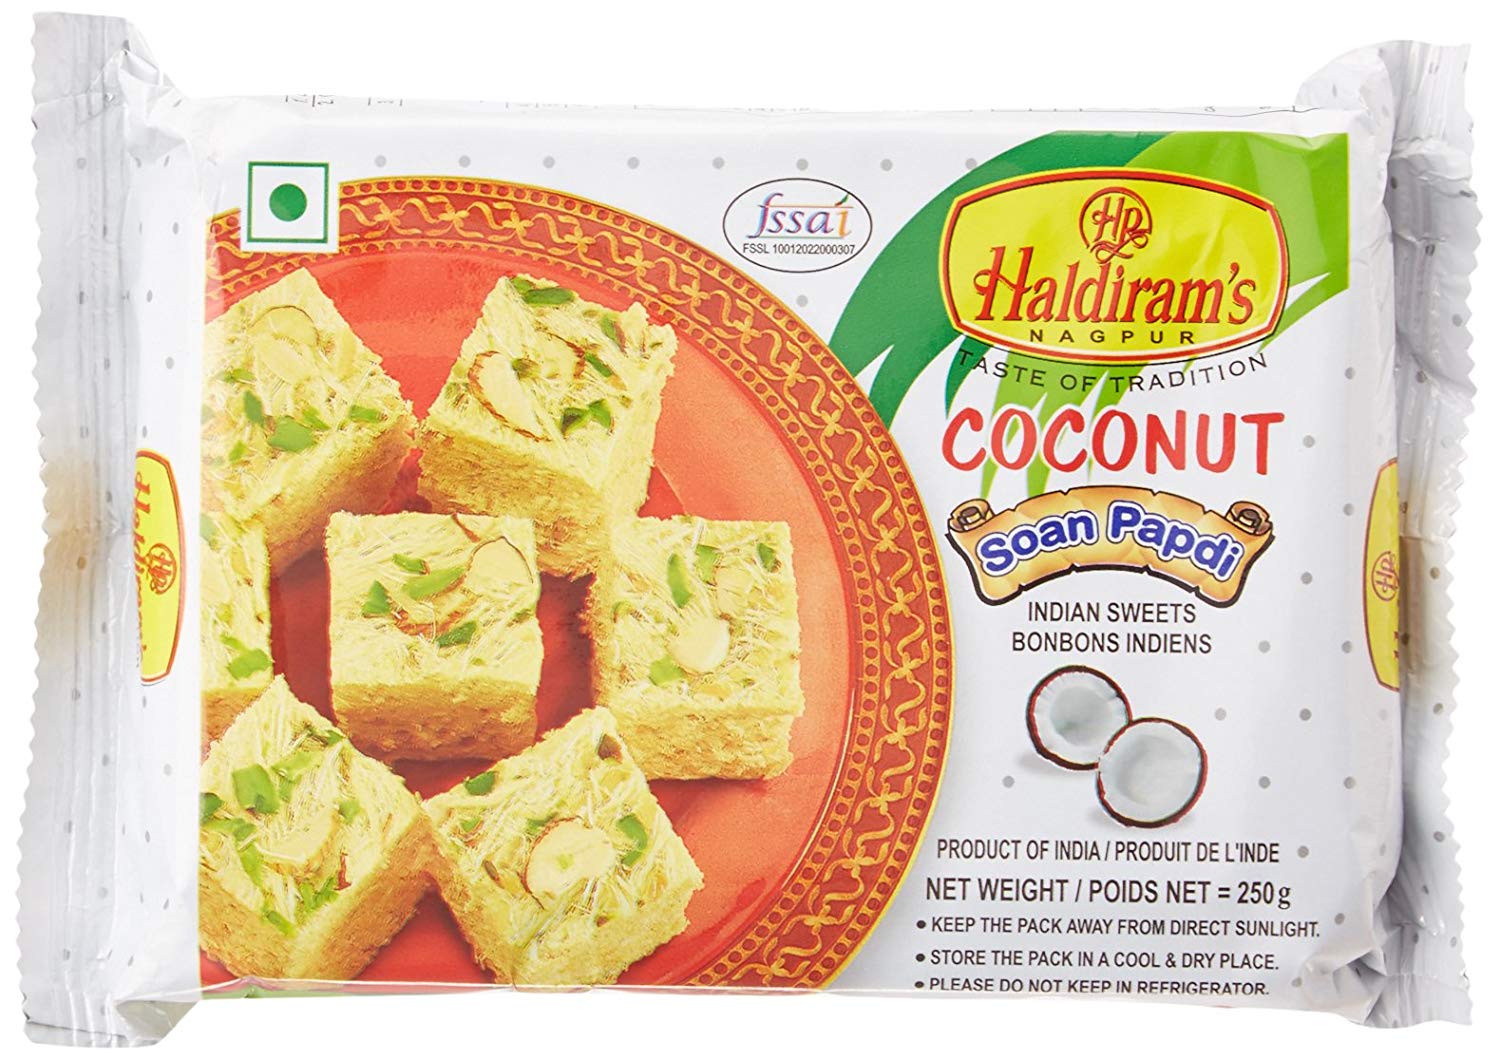 fssai
FSSL 10012022000307
HR
Haldiram's
NAGPUR
TASTE OF TRADITION
COCONUT
Soan Papdi
INDIAN SWEETS
BONBONS INDIENS
PRODUCT OF INDIA / PRODUIT DE L'INDE
NET WEIGHT / POIDS NET = 250 g
• KEEP THE PACK AWAY FROM DIRECT SUNLIGHT.
• STORE THE PACK IN A COOL & DRY PLACE.
• PLEASE DO NOT KEEP IN REFRIGERATOR.